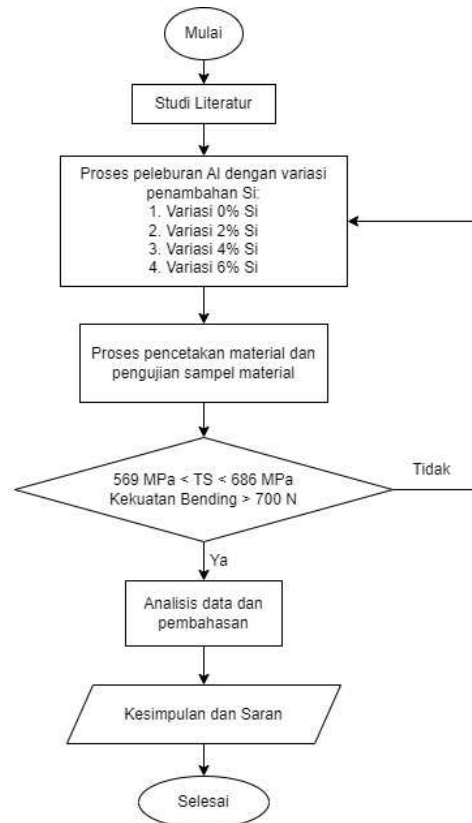 Mulai
Studi Literatur
Proses peleburan Al dengan variasi
penambahan Si:
1. Variasi 0% Si
2. Variasi 2% Si
3. Variasi 4% Si
4. Variasi 6% Si
Proses pencetakan material dan
pengujian sampel material
569 MPa < TS < 686 MPa
Kekuatan Bending > 700 N
Tidak
Ya
Analisis data dan
pembahasan
Kesimpulan dan Saran
Selesai